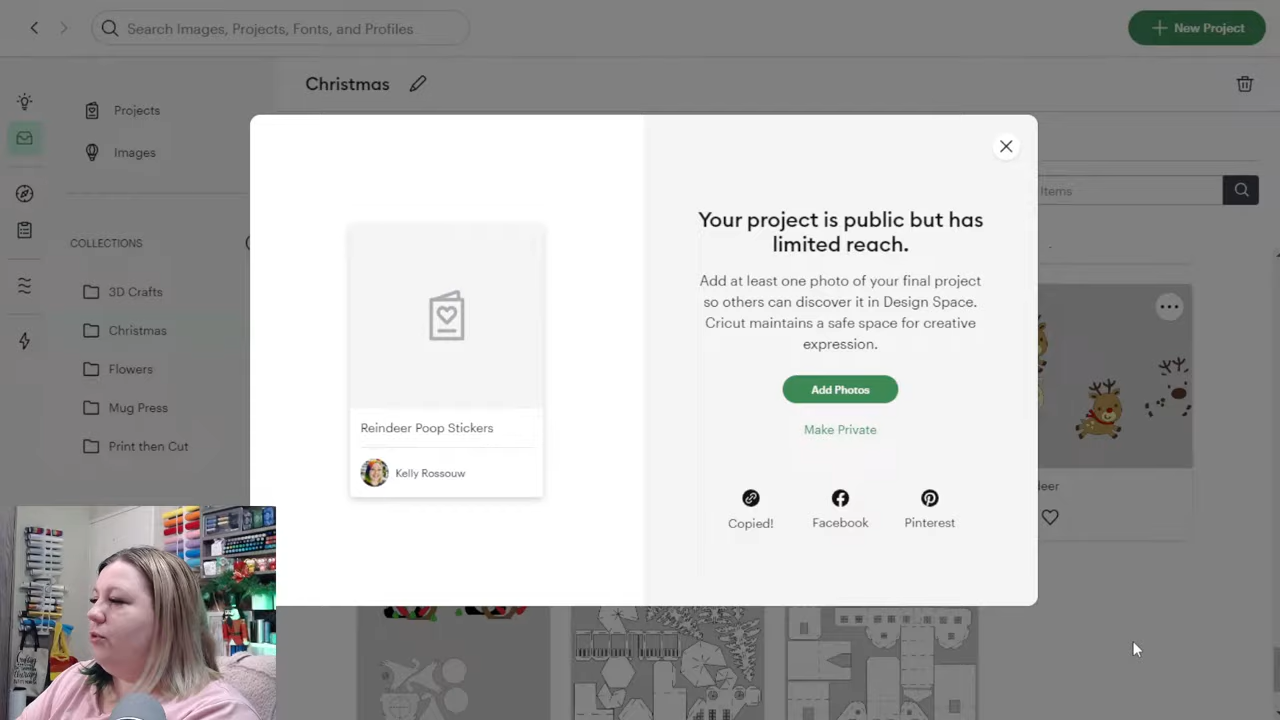 Search Images, Projects, Fonts, and Profiles
New Project
Projects
Images
Christmas
COLLECTIONS
3D Crafts
Christmas
Flowers
Mug Press
Print then Cut
Items
Your project is public but has
limited reach.
Add at least one photo of your final project
so others can discover it in Design Space.
Cricut maintains a safe space for creative
expression.
Add Photos
Make Private
Copied!
Facebook
Pinterest
Reindeer Poop Stickers
Kelly Rossouw